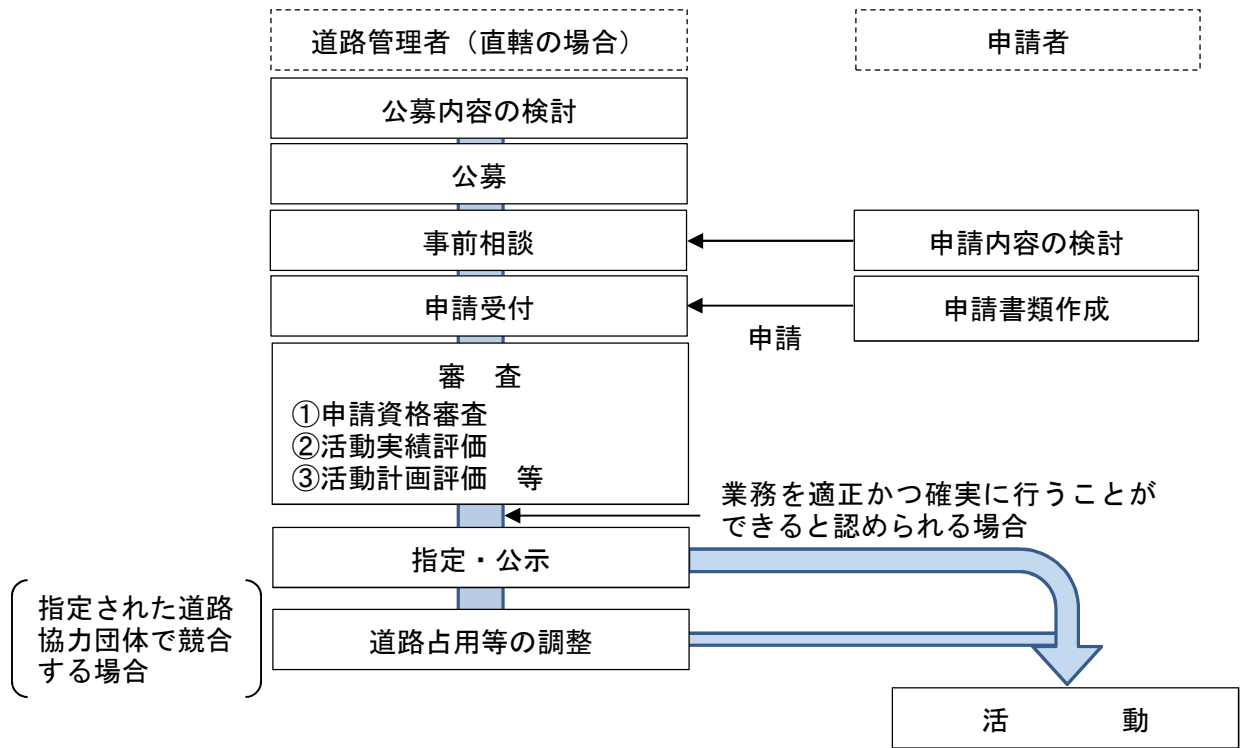 道路管理者（直轄の場合）
申請者
公募内容の検討
公募
事前相談
申請内容の検討
申請受付
申請書類作成
申請
審　査
①申請資格審査
②活動実績評価
③活動計画評価　等
業務を適正かつ確実に行うことが
できると認められる場合
指定・公示
指定された道路
協力団体で競合
する場合
道路占用等の調整
活　　　動